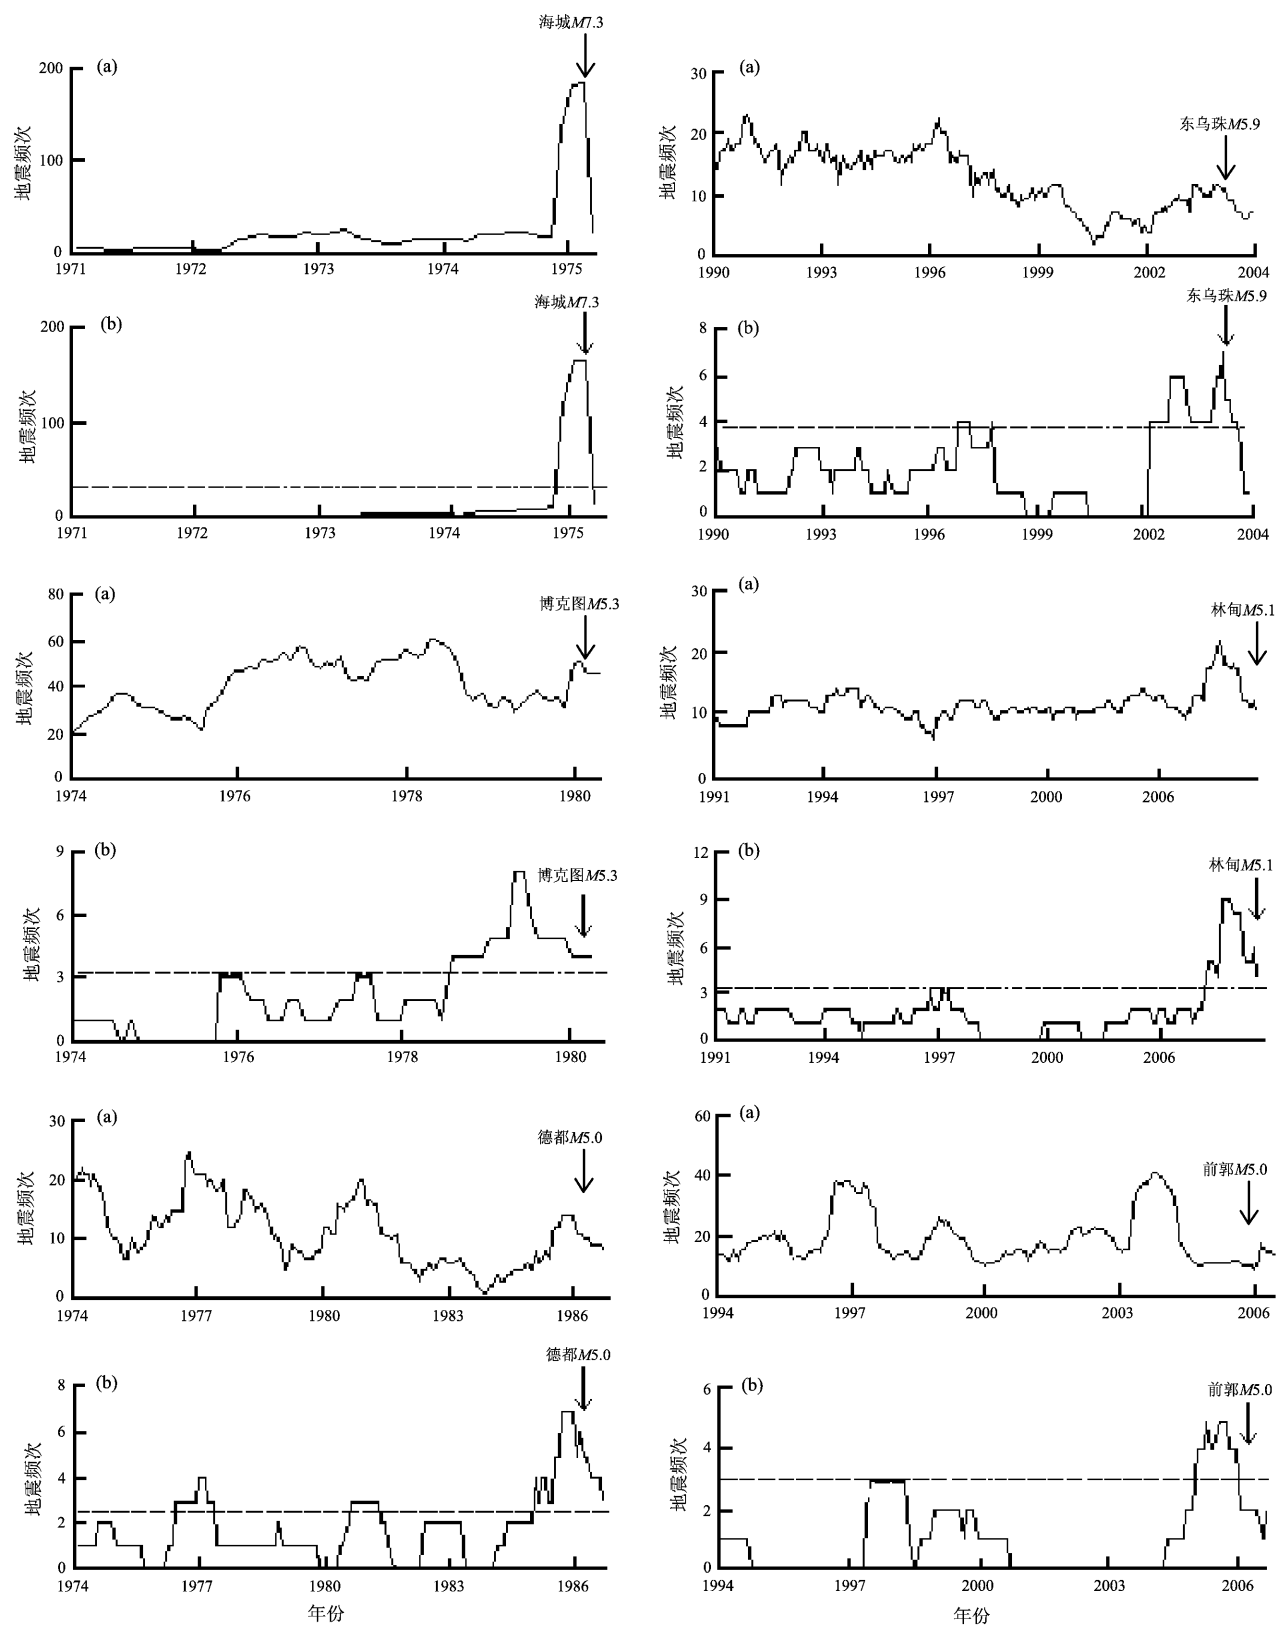 海城M7.3
(a)
200
100
0
地震频次
1971 1972 1973 1974 1975
(a)
东乌珠M5.9
30
20
10
0
地震频次
1990 1993 1996 1999 2002 2004
海城M7.3
(b)
200
100
0
地震频次
1971 1972 1973 1974 1975
东乌珠M5.9
(b)
8
6
4
2
0
地震频次
1990 1993 1996 1999 2002 2004
(a)
博克图M5.3
80
60
40
20
0
地震频次
1974 1976 1978 1980
(a)
林甸M5.1
30
20
10
0
地震频次
1991 1994 1997 2000 2006
(b)
博克图M5.3
9
6
3
0
地震频次
1974 1976 1978 1980
(b)
林甸M5.1
12
9
6
3
0
地震频次
1991 1994 1997 2000 2006
(a)
德都M5.0
30
20
10
0
地震频次
1974 1977 1980 1983 1986
(a)
前郭M5.0
60
40
20
0
地震频次
1994 1997 2000 2003 2006
德都M5.0
(b)
8
6
4
2
0
地震频次
1974 1977 1980 1983 1986
年份
(b)
前郭M5.0
6
4
2
0
地震频次
1994 1997 2000 2003 2006
年份